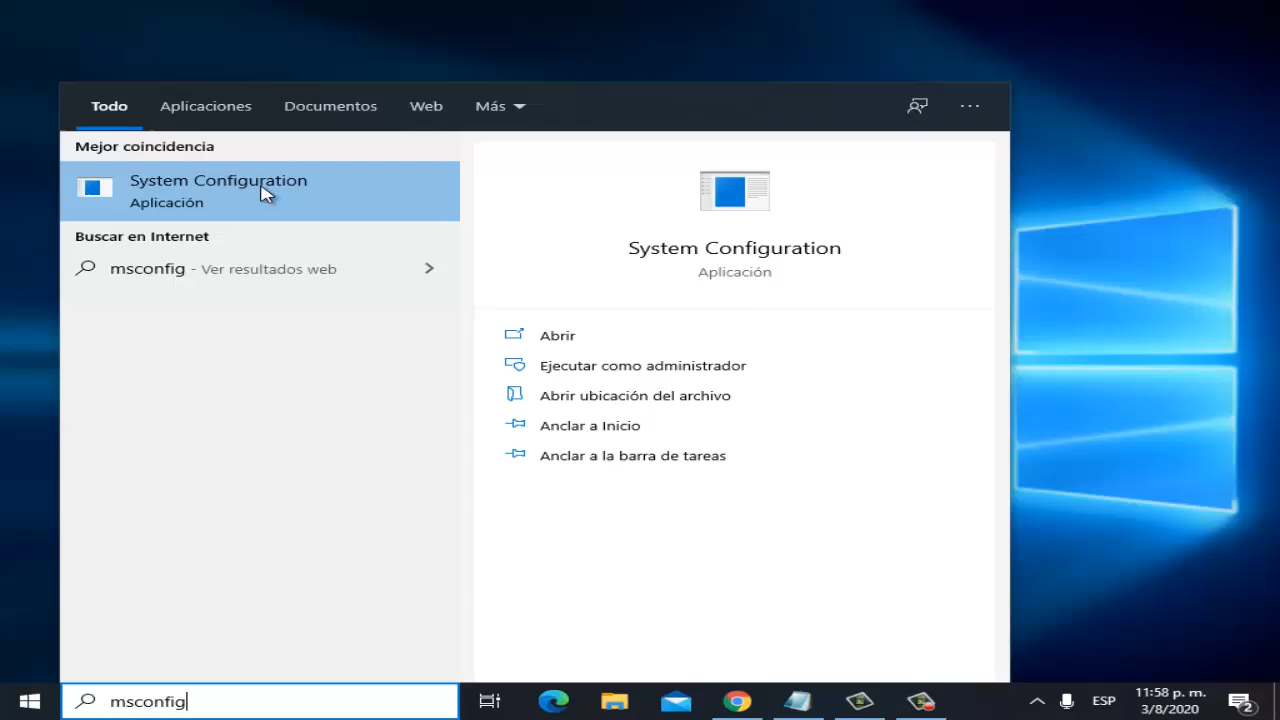 Todo Aplicaciones Documentos Web Más
Mejor coincidencia
System Configuration
Aplicación
Buscar en Internet
msconfig - Ver resultados web
System Configuration
Aplicación
Abrir
Ejecutar como administrador
Abrir ubicación del archivo
Anclar a Inicio
Anclar a la barra de tareas
msconfig
ESP
11:58 p. m.
3/8/2020
2